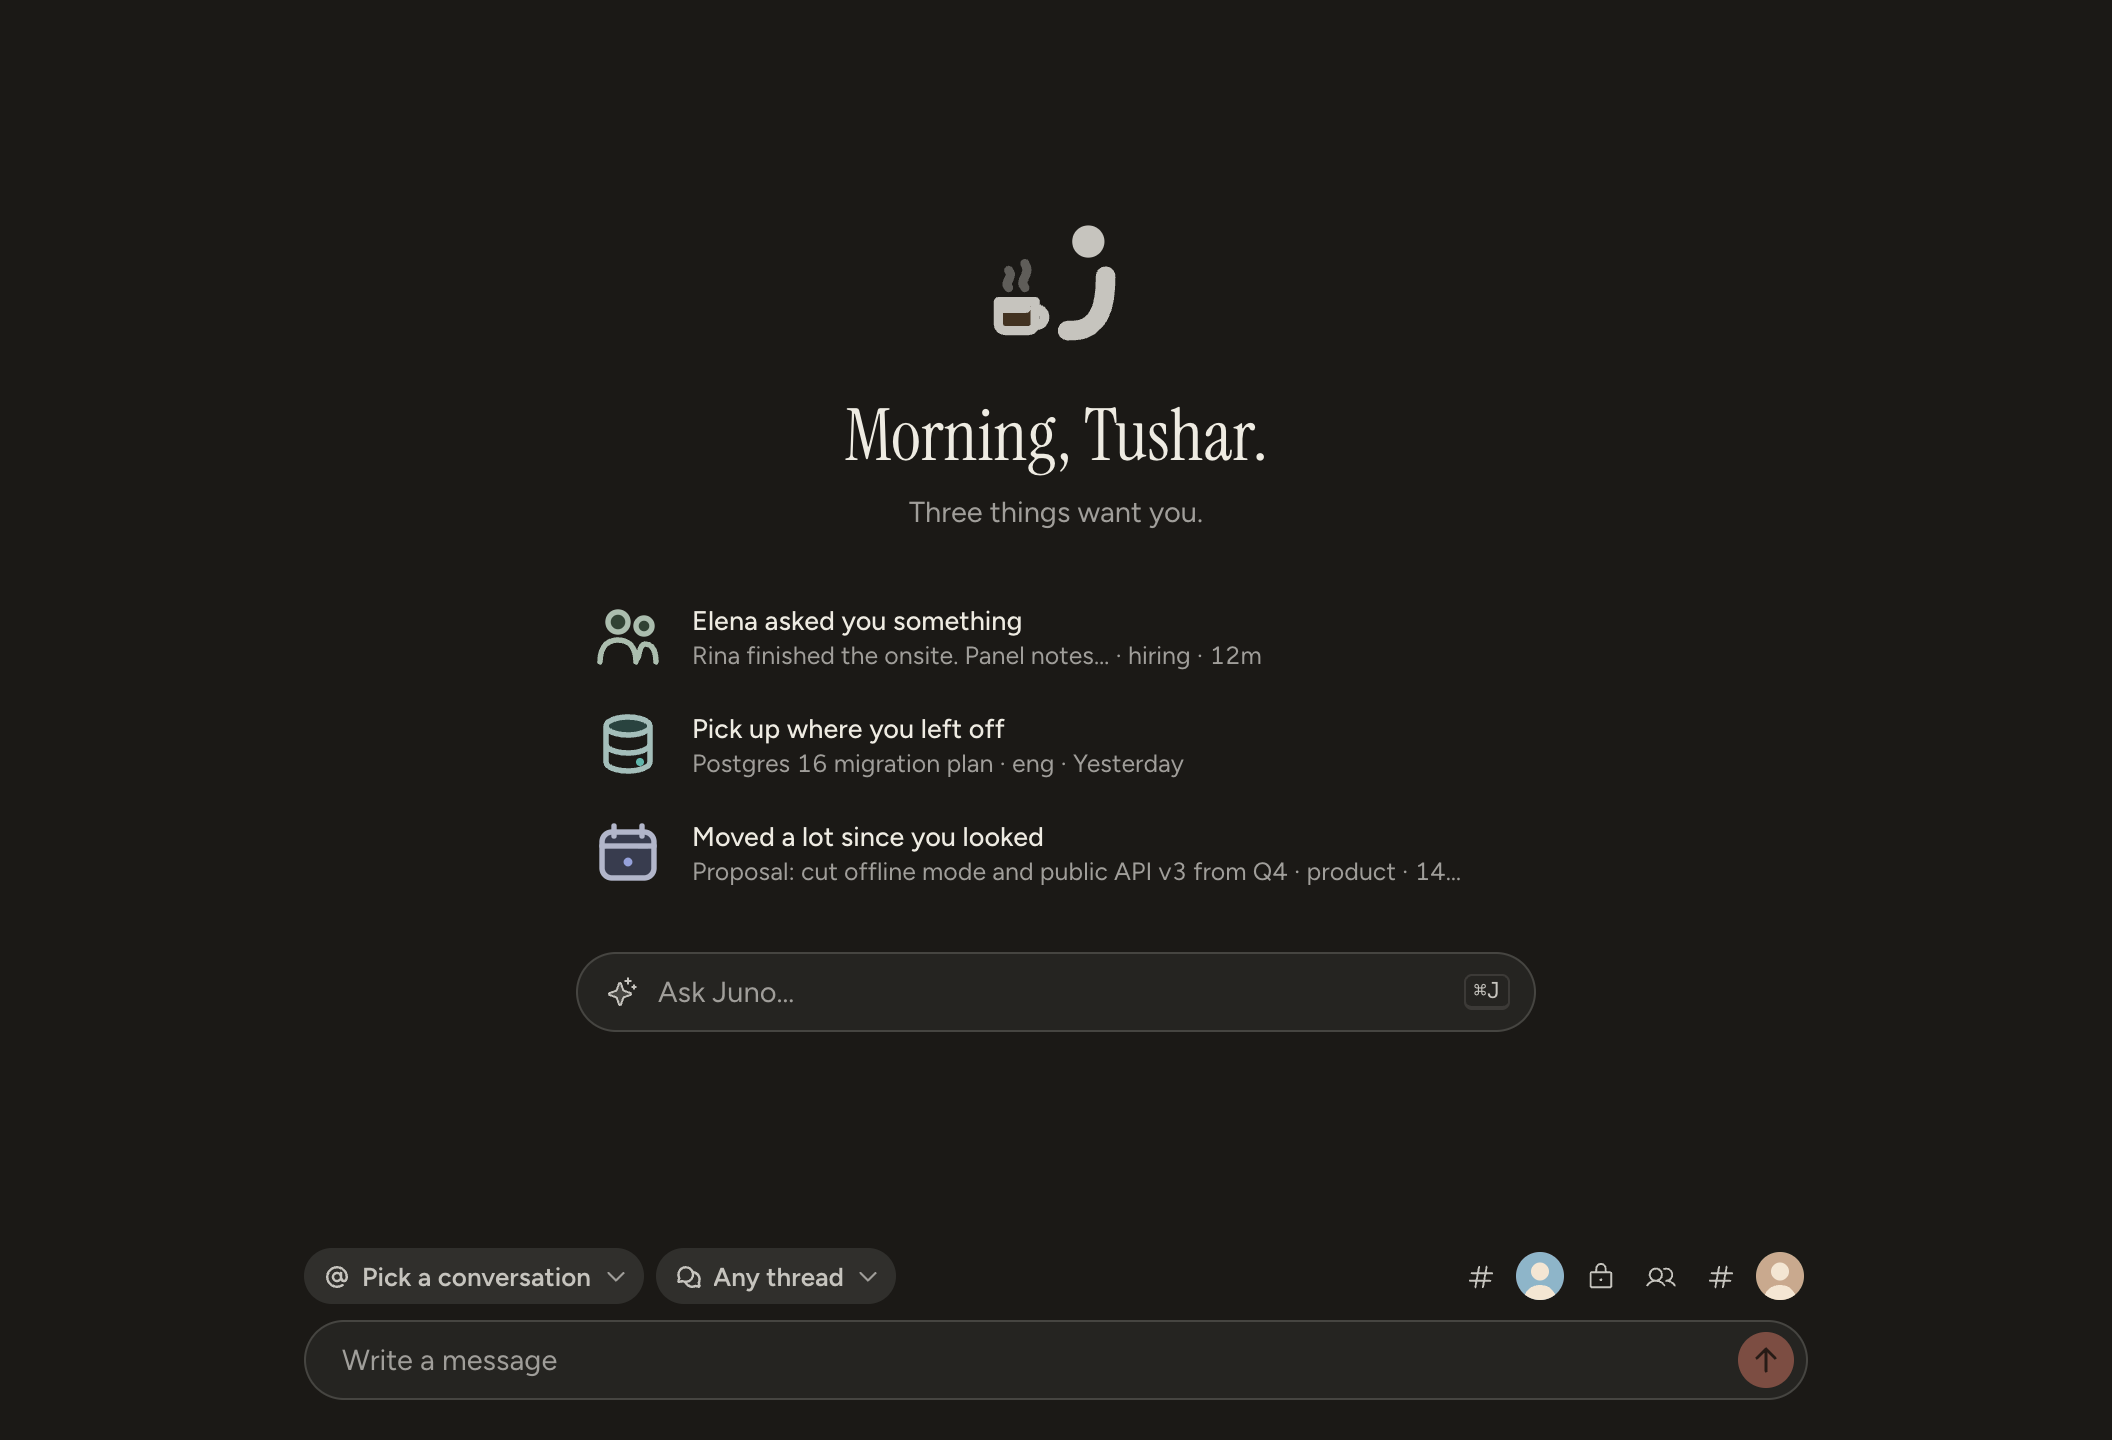 Morning, Tushar.
Three things want you.
Elena asked you something
Rina finished the onsite. Panel notes... · hiring · 12m
Pick up where you left off
Postgres 16 migration plan · eng · Yesterday
Moved a lot since you looked
Proposal: cut offline mode and public API v3 from Q4 · product · 14...
Ask Juno... ⌘J
@ Pick a conversation Any thread # #
Write a message